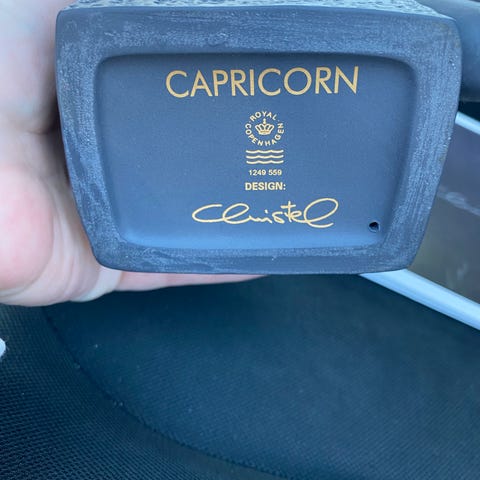 CAPRICORN
ROYAL
COPENHAGEN
1249 559
DESIGN:
Christel